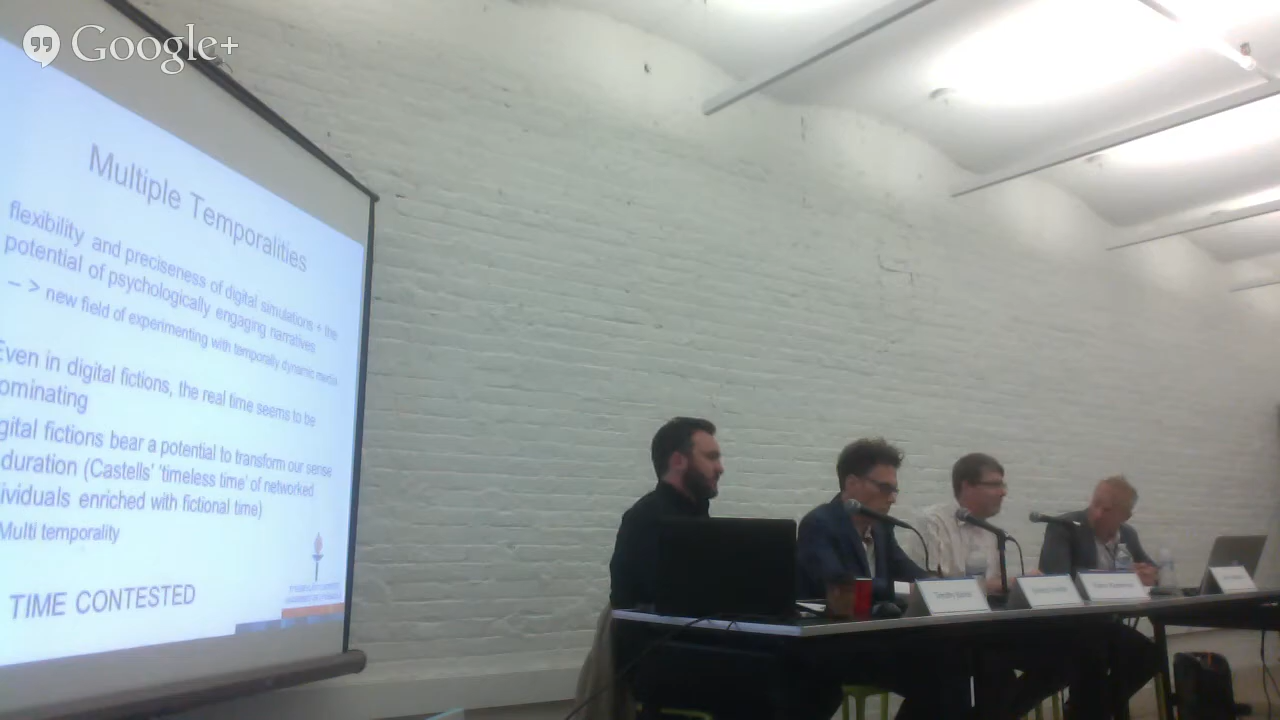 Google+
Multiple Temporalities
flexibility and preciseness of digital simulations + the
potential of psychologically engaging narratives
– > new field of experimenting with temporally dynamic media
Even in digital fictions, the real time seems to be
ominating
gital fictions bear a potential to transform our sense
duration (Castells' 'timeless time' of networked
ividuals enriched with fictional time)
Multi temporality
TIME CONTESTED
Timothy